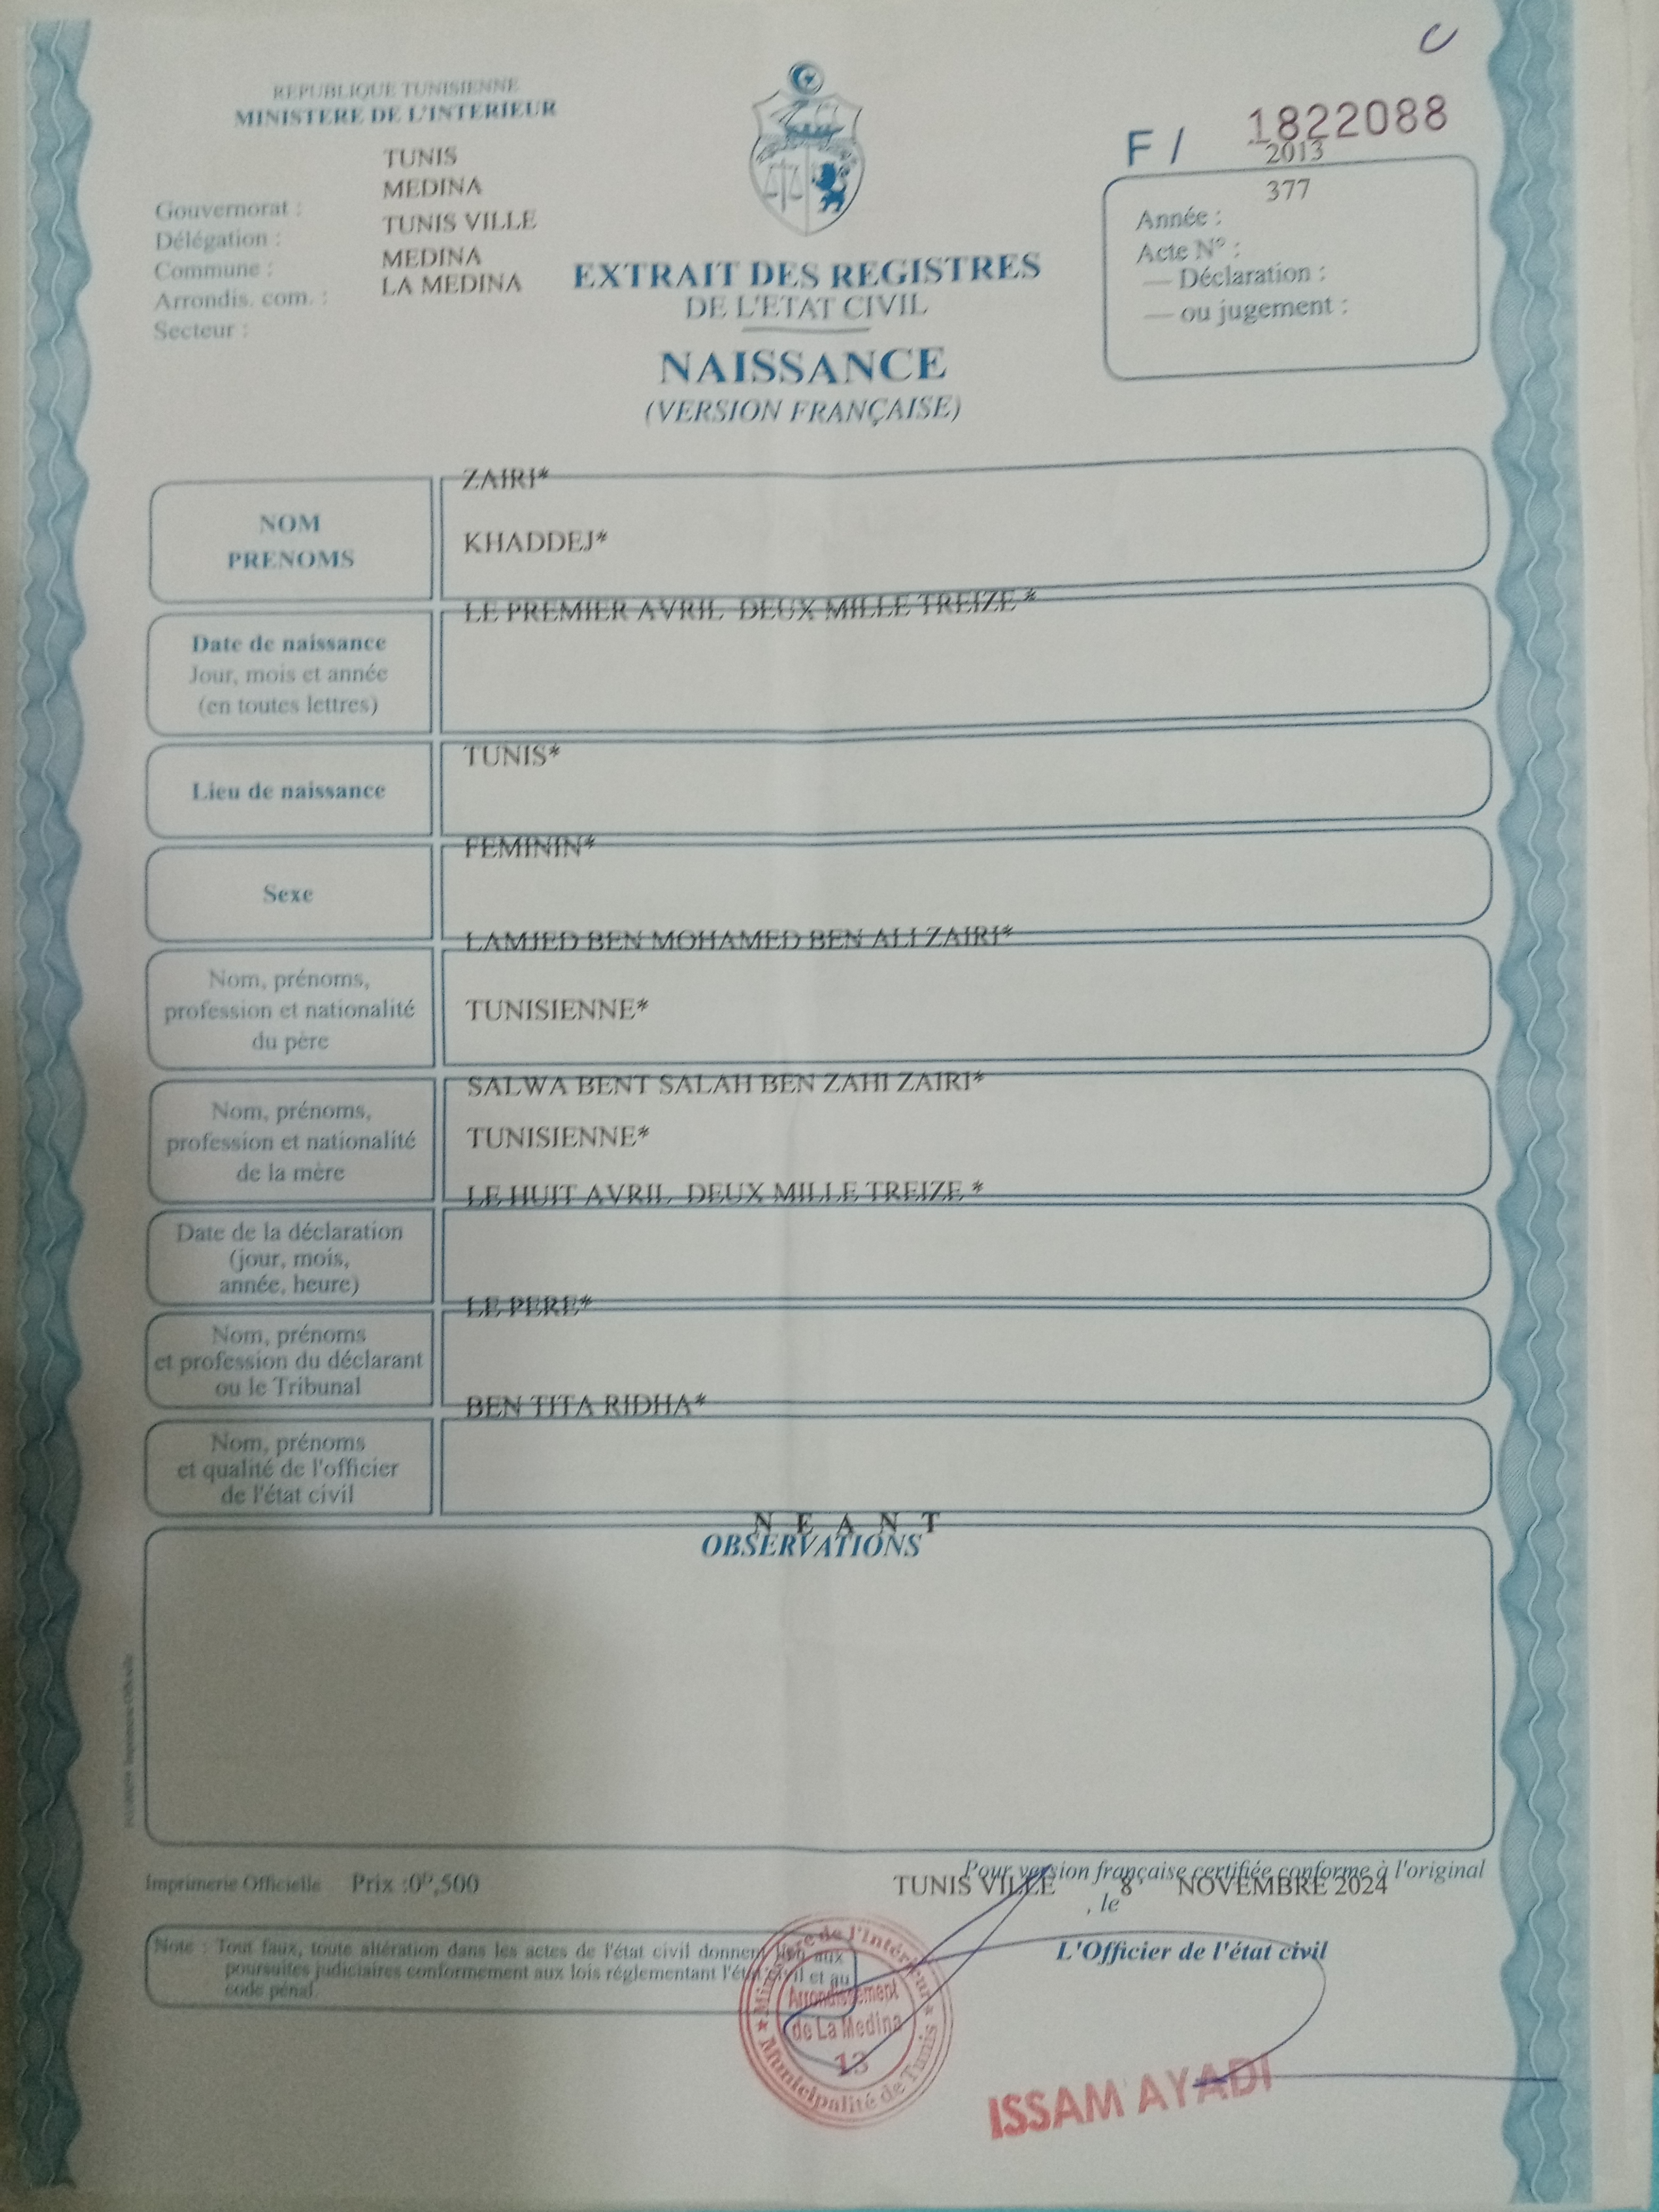 REPUBLIQUE TUNISIENNE
MINISTERE DE L'INTERIEUR
TUNIS
MEDINA
Gouvernorat :
TUNIS VILLE
Délégation :
MEDINA
Commune :
LA MEDINA
Arrondis. com. :
Secteur :
EXTRAIT DES REGISTRES
DE L'ETAT CIVIL
NAISSANCE
(VERSION FRANÇAISE)
F / 1822088
2013
377
Année :
Acte N° :
— Déclaration :
— ou jugement :
NOM
PRENOMS
ZAIRI*
KHADDEJ*
Date de naissance
Jour, mois et année
(en toutes lettres)
LE PREMIER AVRIL DEUX MILLE TREIZE *
Lieu de naissance
TUNIS*
Sexe
FEMININ*
Nom, prénoms,
profession et nationalité
du père
LAMJED BEN MOHAMED BEN ALI ZAIRI*
TUNISIENNE*
Nom, prénoms,
profession et nationalité
de la mère
SALWA BENT SALAH BEN ZAHI ZAIRI*
TUNISIENNE*
Date de la déclaration
(jour, mois,
année, heure)
LE HUIT AVRIL DEUX MILLE TREIZE *
Nom, prénoms
et profession du déclarant
ou le Tribunal
LE PERE*
Nom, prénoms
et qualité de l'officier
de l'état civil
BEN TITA RIDHA*
N E A N T
OBSERVATIONS
Imprimerie Officielle Prix :0ᴰ,500
Pour version française certifiée conforme à l'original
TUNIS VILLE 8 NOVEMBRE 2024
, le
L'Officier de l'état civil
Note : Tout faux, toute altération dans les actes de l'état civil donnent lieu aux
poursuites judiciaires conformement aux lois réglementant l'état civil et au
code pénal
Ministère de l'Intérieur
Arrondissement
de La Medina
13
Municipalité de Tunis
ISSAM AYADI